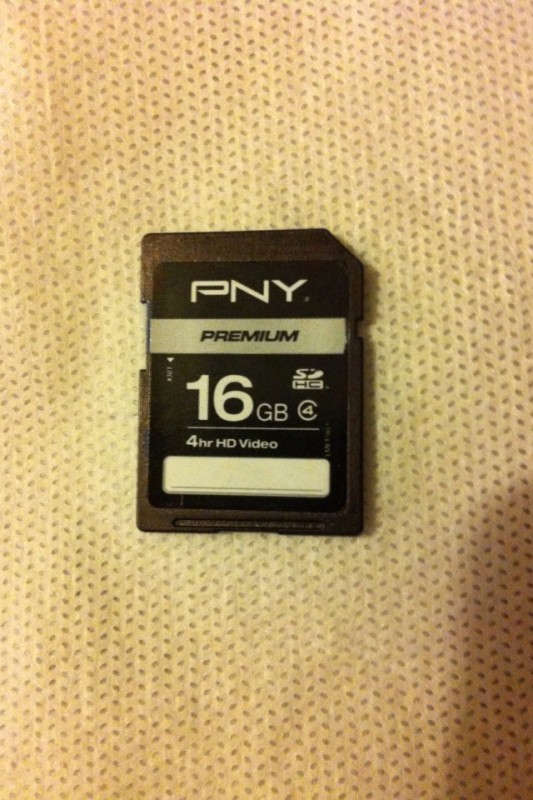 PNY
PREMIUM
16GB 4
SD
HC
4hr HD Video